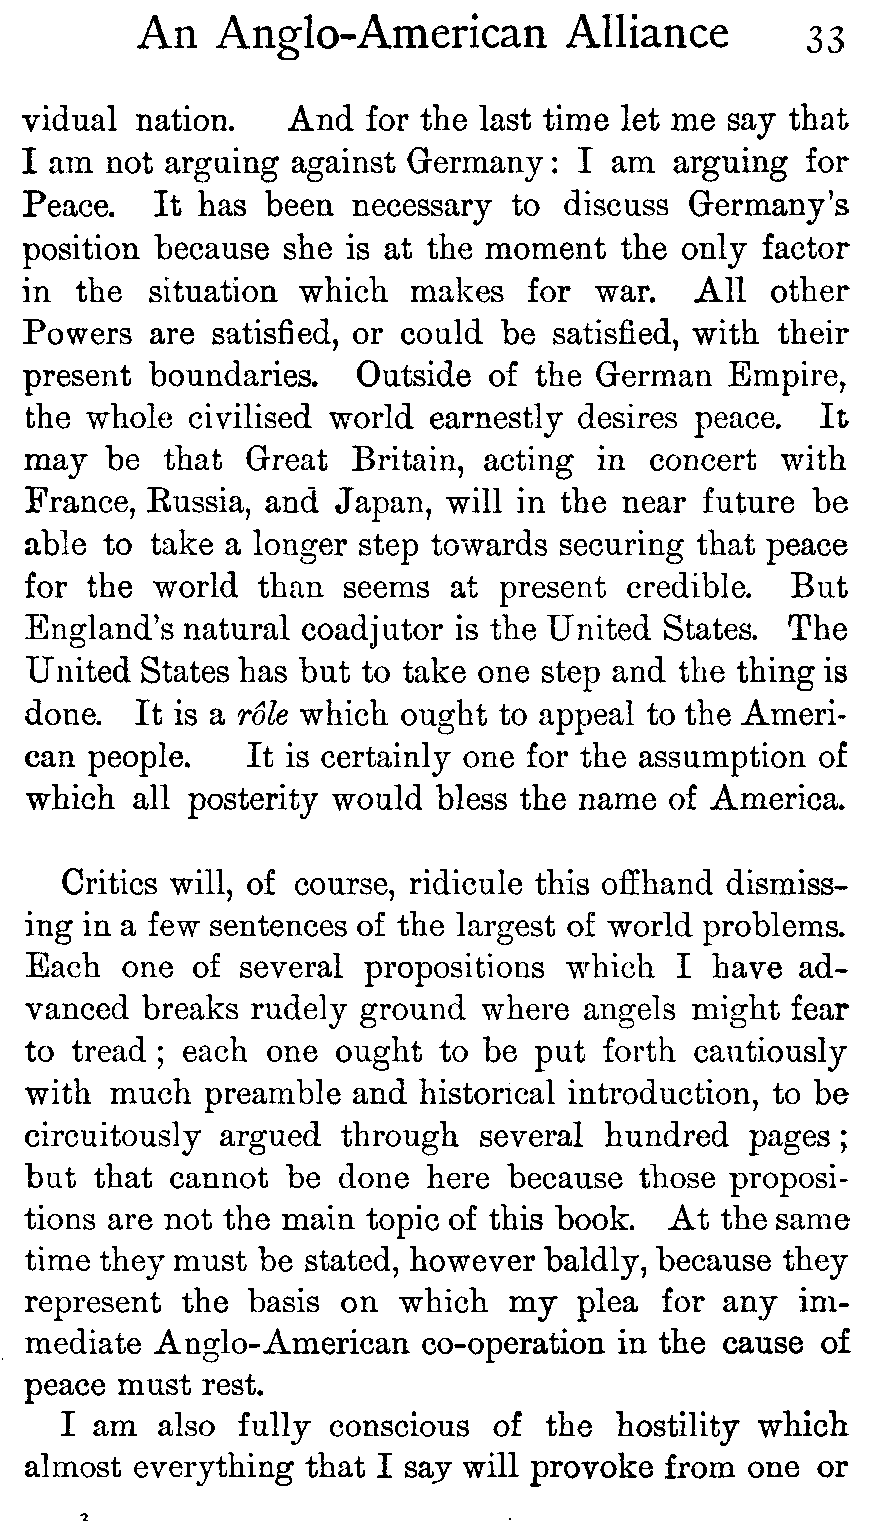 An Anglo-American Alliance 33
vidual nation. And for the last time let me say that
I am not arguing against Germany: I am arguing for
Peace. It has been necessary to discuss Germany's
position because she is at the moment the only factor
in the situation which makes for war. All other
Powers are satisfied, or could be satisfied, with their
present boundaries. Outside of the German Empire,
the whole civilised world earnestly desires peace. It
may be that Great Britain, acting in concert with
France, Russia, and Japan, will in the near future be
able to take a longer step towards securing that peace
for the world than seems at present credible. But
England's natural coadjutor is the United States. The
United States has but to take one step and the thing is
done. It is a rôle which ought to appeal to the Ameri-
can people. It is certainly one for the assumption of
which all posterity would bless the name of America.
Critics will, of course, ridicule this offhand dismiss-
ing in a few sentences of the largest of world problems.
Each one of several propositions which I have ad-
vanced breaks rudely ground where angels might fear
to tread ; each one ought to be put forth cautiously
with much preamble and historical introduction, to be
circuitously argued through several hundred pages ;
but that cannot be done here because those proposi-
tions are not the main topic of this book. At the same
time they must be stated, however baldly, because they
represent the basis on which my plea for any im-
mediate Anglo-American co-operation in the cause of
peace must rest.
I am also fully conscious of the hostility which
almost everything that I say will provoke from one or
3